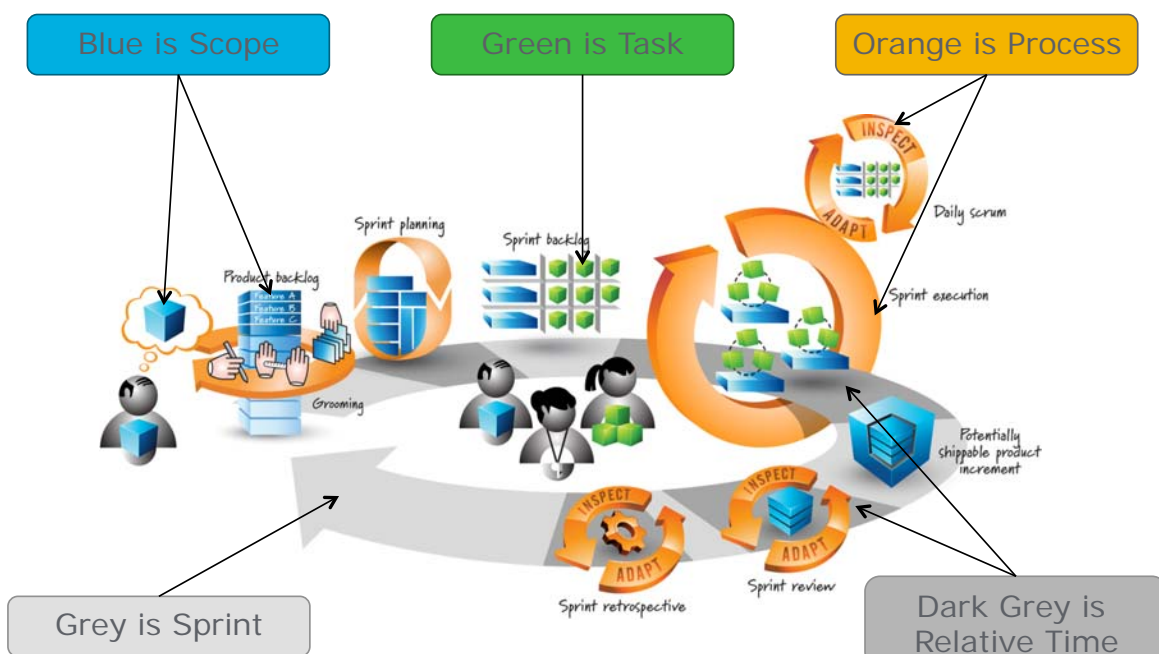 Blue is Scope
Green is Task
Orange is Process
INSPECT
ADAPT
Daily scrum
Sprint planning
Sprint backlog
Product backlog
Feature A
Feature B
Feature C
Sprint execution
Grooming
Potentially
shippable product
increment
INSPECT
ADAPT
Sprint retrospective
INSPECT
ADAPT
Sprint review
Grey is Sprint
Dark Grey is
Relative Time